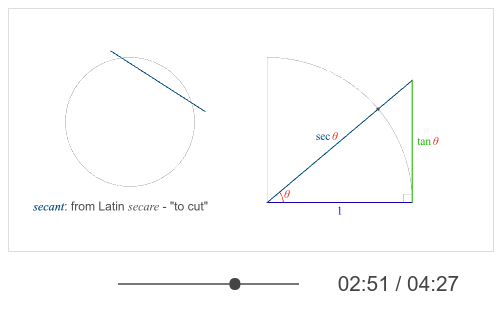 sec θ
tan θ
θ
secant: from Latin secare - "to cut"
1
02:51 / 04:27